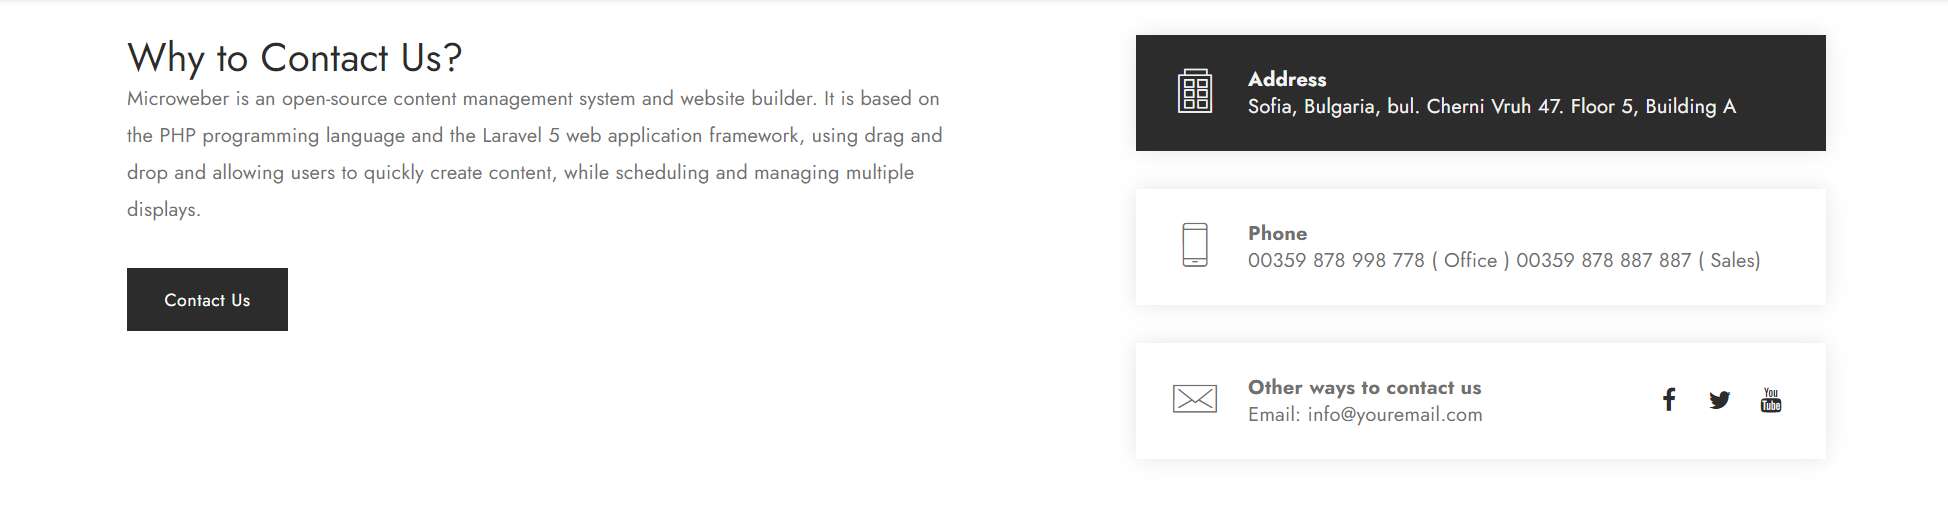 Why to Contact Us?
Microweber is an open-source content management system and website builder. It is based on
the PHP programming language and the Laravel 5 web application framework, using drag and
drop and allowing users to quickly create content, while scheduling and managing multiple
displays.
Contact Us
Address
Sofia, Bulgaria, bul. Cherni Vruh 47. Floor 5, Building A
Phone
00359 878 998 778 ( Office ) 00359 878 887 887 ( Sales)
Other ways to contact us
Email: info@youremail.com
You
Tube